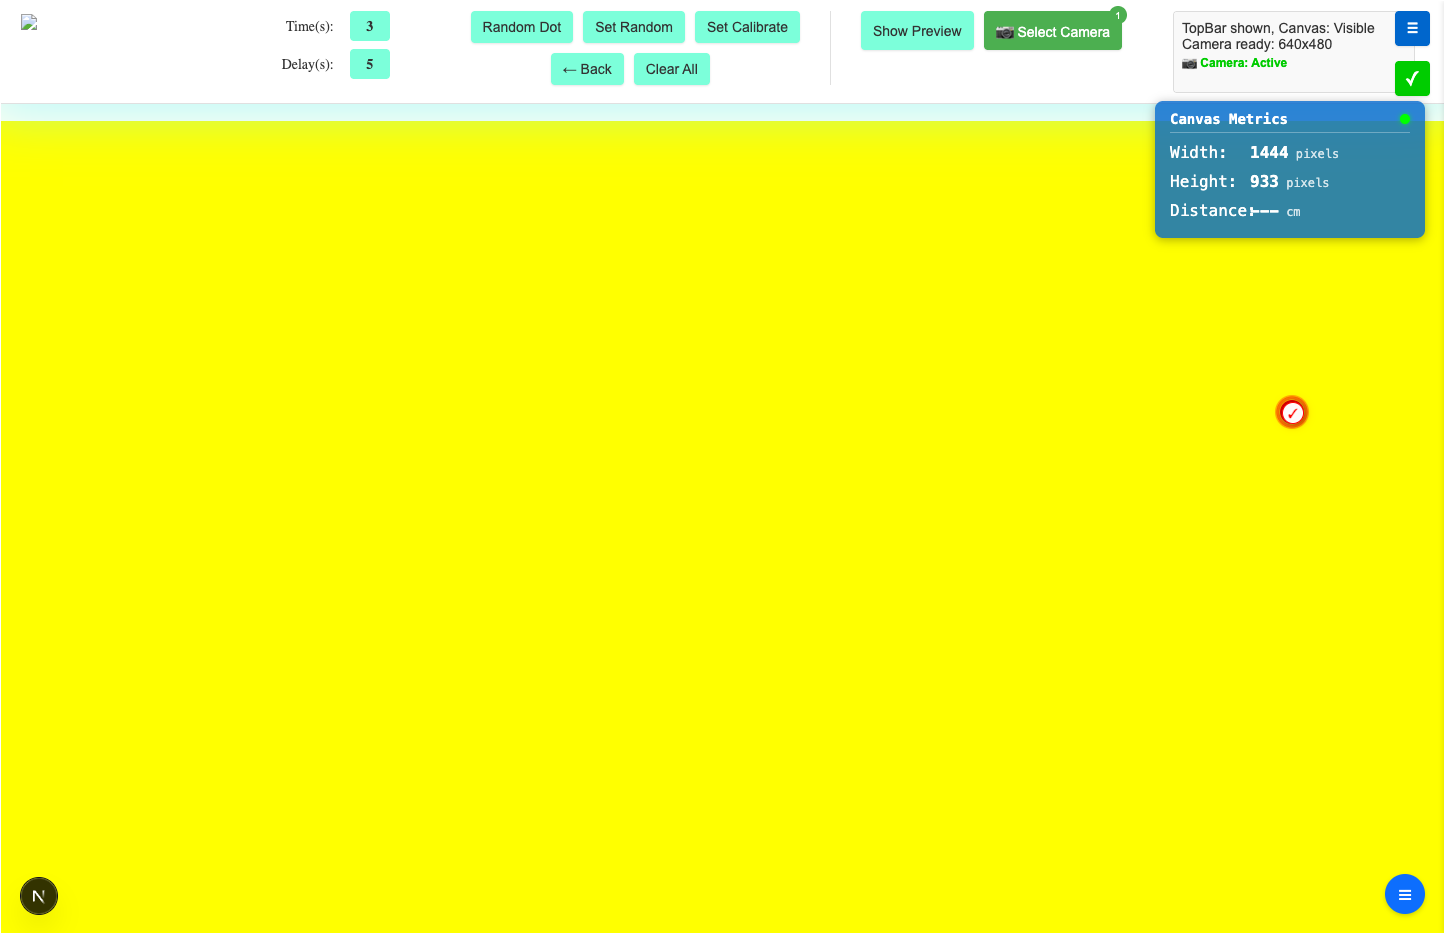 Time(s): 3
Delay(s): 5
Random Dot
Set Random
Set Calibrate
← Back
Clear All
Show Preview
Select Camera
1
TopBar shown, Canvas: Visible
Camera ready: 640x480
Camera: Active
Canvas Metrics
Width: 1444 pixels
Height: 933 pixels
Distance: --- cm
N